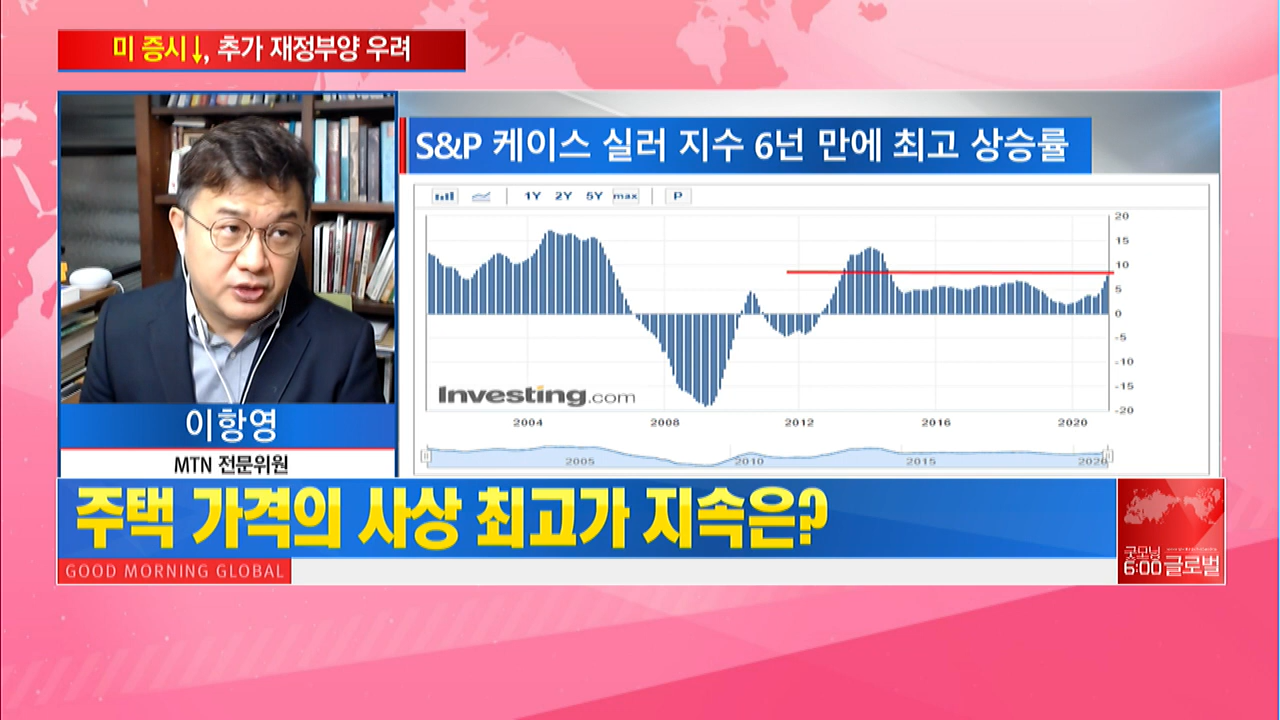 미 증시↓, 추가 재정부양 우려
S&P 케이스 실러 지수 6년 만에 최고 상승률
1Y 2Y 5Y max P
20
15
10
5
0
-5
-10
-15
-20
Investing.com
2004 2008 2012 2016 2020
2005 2010 2015 2020
이항영
MTN 전문위원
주택 가격의 사상 최고가 지속은?
GOOD MORNING GLOBAL
굿모닝
6:00 글로벌